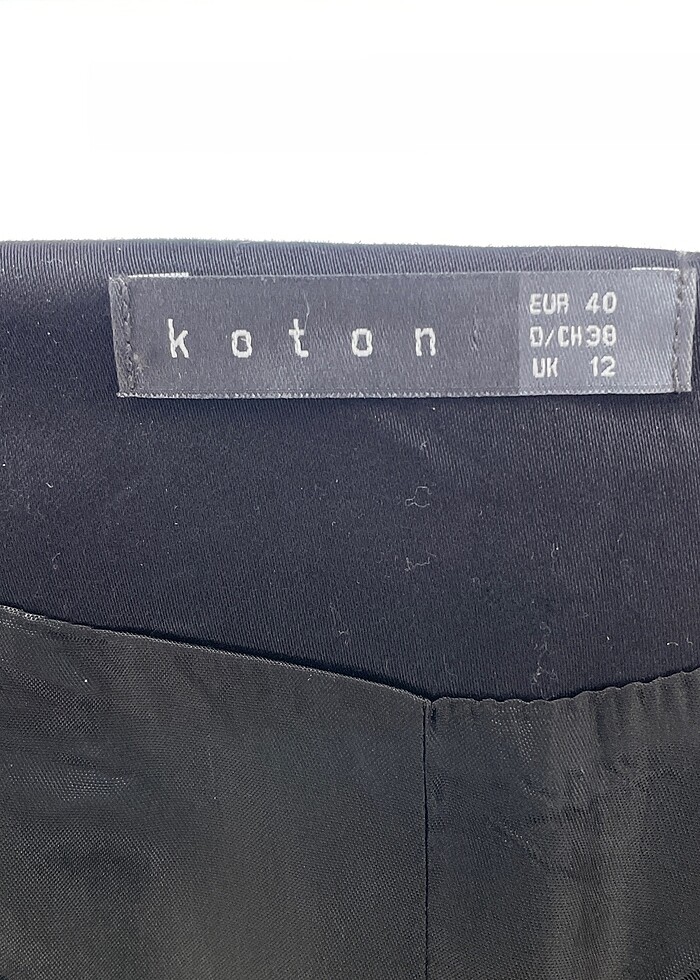 koton
EUR 40
D/CH38
UK 12